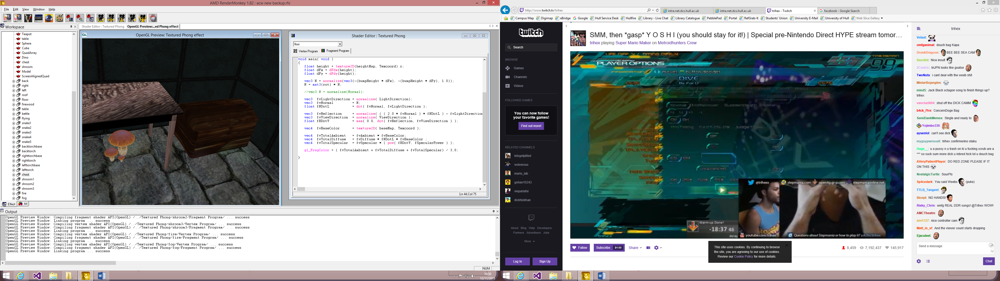 AMD RenderMonkey 1.82 : acw new backup.rfx
File Edit View Window Help
Workspace
Teapot
table
Sphere
Cube
QuadArray
Dino
chest
shroom
Model
ScreenAlignedQuad
back
right
left
roof
floor
firewood
table
kettle
flying
snake1
snake2
snake3
snake4
snake5
backtorchbase
backtorch
righttorchbase
righttorch
lefttorchbase
lefttorch
chest
shroom1
shroom2
shroom3
fire
fog
Effect Art
Shader Editor : Textured Phong OpenGL Preview:...ed Phong effect
GL OpenGL Preview: Textured Phong effect
Shader Editor : Textured Phong
floor
Vertex Program Fragment Program
void main( void )
{
float height = texture2D(heightMap, Texcoord).r;
float dFx = dFdx(height);
float dFy = dFdy(height);
vec3 N = normalize(vec3(-(bumpHeight * dFx), -(bumpHeight * dFy), 1.0));
N = mat3(rot) * N;
//vec3 N = normalize(Normal);
vec3 fvLightDirection = normalize( LightDirection);
vec3 fvNormal = N;
float fNDotL = dot( fvNormal, fvLightDirection );
vec3 fvReflection = normalize( ( ( 2.0 * fvNormal ) * fNDotL ) - fvLightDirection
vec3 fvViewDirection = normalize( ViewDirection );
float fRDotV = max( 0.0, dot( fvReflection, fvViewDirection ) );
vec4 fvBaseColor = texture2D( baseMap, Texcoord );
vec4 fvTotalAmbient = fvAmbient * fvBaseColor;
vec4 fvTotalDiffuse = fvDiffuse * fNDotL * fvBaseColor ;
vec4 fvTotalSpecular = fvSpecular * ( pow( fRDotV, fSpecularPower ) );
gl_FragColor = ( fvTotalAmbient + fvTotalDiffuse + fvTotalSpecular) / 3,0;
}
Ln 44,Col 75
Output
OpenGL Preview Window: Compiling fragment shader API(OpenGL) /../Textured Phong/shroom2/Fragment Program/ ... success
OpenGL Preview Window: Linking program ... success
OpenGL Preview Window: Compiling vertex shader API(OpenGL) /../Textured Phong/shroom3/Vertex Program/ ... success
OpenGL Preview Window: Compiling fragment shader API(OpenGL) /../Textured Phong/shroom3/Fragment Program/ ... success
OpenGL Preview Window: Linking program ... success
OpenGL Preview Window: Compiling vertex shader API(OpenGL) /../Textured Phong/fire/Vertex Program/ ... success
OpenGL Preview Window: Compiling fragment shader API(OpenGL) /../Textured Phong/fire/Fragment Program/ ... success
OpenGL Preview Window: Linking program ... success
OpenGL Preview Window: Compiling vertex shader API(OpenGL) /../Textured Phong/fog/Vertex Program/ ... success
OpenGL Preview Window: Compiling fragment shader API(OpenGL) /../Textured Phong/fog/Fragment Program/ ... success
OpenGL Preview Window: Linking program ... success
NUM
10:50
12/11/2015
http://www.twitch.tv/trihex
intra.net.dcs.hull.ac.uk intra.net.dcs.hull.ac.uk trihex - Twitch facebook - Google Search
Campus Map Digimap eBridge Google Hull Service Desk Hullfire Library - Live Chat Library Catalogue PebblePad Portal RefGrab-It Students' Union University E-Mail University of Hull Web Slice Gallery
twitch
Search
BROWSE
Games
Channels
Videos
FOLLOWED GAMES
You can now follow
your favorite games!
Find out more!
RELATED CHANNELS
letsgetpitted
wolverous
mario_lab
gohan15243
vieparlafoi
dickhiskhan
About Blog Help Developers
Partners Advertisers Jobs
More
Log In Sign Up
SMM, then *gasp* Y O S H I (you should stay for it!) | Special pre-Nintendo Direct HYPE stream tomor...
trihex playing Super Mario Maker on Metroidhunters Crew
LIFE DIFF: 4 / TIMING DIFF: 4
PLAYER OPTIONS
TIME REMAIN
99
INFORMATION moves, button decides
DIVE
Be For U
@trihexx stepmania.com openitg.gr-p.com stepmaniaonline.net
Warm-up Done!
-18:37 46
delay
trihex
youtube.com/trihex
Questions about Stepmania or how to play it? ask.fm/trihex
Follow Subscribe $4.99 Share
This site uses cookies. By continuing to browse
the site, you are agreeing to our use of cookies.
Review our Cookie Policy for more details.
8,459 7,192,437 145,917
trihex
Velaat:
omfganimal: douch bag Kapa
DrunkDragoon: BEE BEE SEA CAM
Bazzibit: Nice insult
2Centric: triJPN looks like goatse
TwoNuts: i cant deal with the weeb shit
MistarBojangles:
mind5: Jack Black octagon song to finish things up?
trihex
vancha5004: shut off the DICK CAMM
b4ck_f1re: ConcernDoge Bag
SemiDankMemes: Single and ready to
Yojimbo330:
aysenlol: can't see dick
myguypwnsuall: trihex confirmerino otaku
Hugs__: u a pussy n u trash on ki u fucking scrub ure a
*** so suck sum more dick u inbred hick lol u douch bag
AVeryPatientPlayer: DO RED ZONE PLEASE IF IT
ON THIS
NostalgicTurtle: SourPls
Sp4cedark: You said Weebs (puke)
TTLB_Tangent:
Bicept: NO HANDS!
Risky_Chris: omfg REAL DDR songs! @Trihex WOW!
AMCTheatre:
sivi1337: nice controller cam
Matt_in_sf: And the viewer count starts dropping
Ejaculeet:
Send a message
Chat